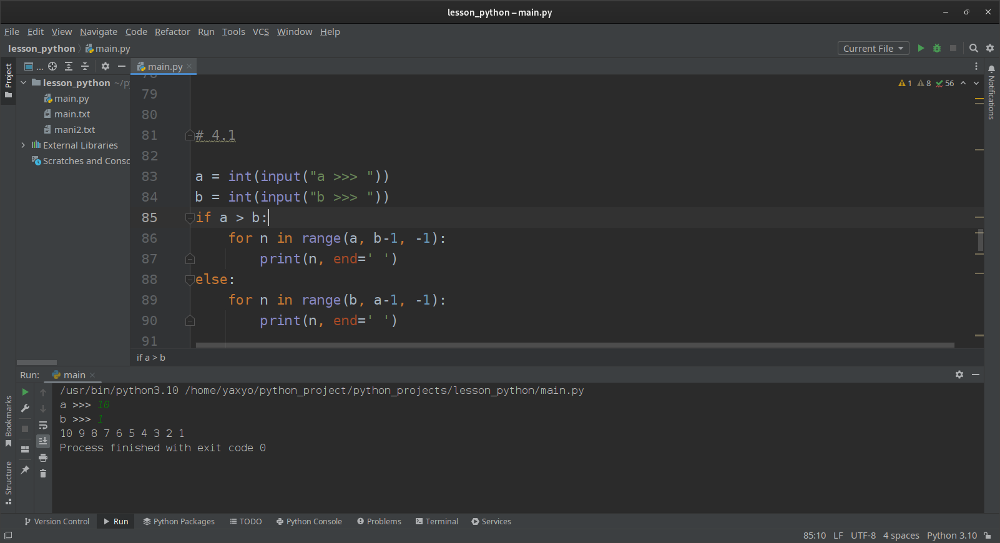 lesson_python – main.py
File Edit View Navigate Code Refactor Run Tools VCS Window Help
lesson_python main.py
Current File
Project
...
main.py
1 8 56
Notifications
lesson_python ~/p
main.py
main.txt
mani2.txt
External Libraries
Scratches and Conso
78
79
80
81 # 4.1
82
83 a = int(input("a >>> "))
84 b = int(input("b >>> "))
85 if a > b:
86 for n in range(a, b-1, -1):
87 print(n, end=' ')
88 else:
89 for n in range(b, a-1, -1):
90 print(n, end=' ')
91
if a > b
Run: main
/usr/bin/python3.10 /home/yaxyo/python_project/python_projects/lesson_python/main.py
a >>> 10
b >>> 1
10 9 8 7 6 5 4 3 2 1
Process finished with exit code 0
Bookmarks
Structure
Version Control Run Python Packages TODO Python Console Problems Terminal Services
85:10 LF UTF-8 4 spaces Python 3.10